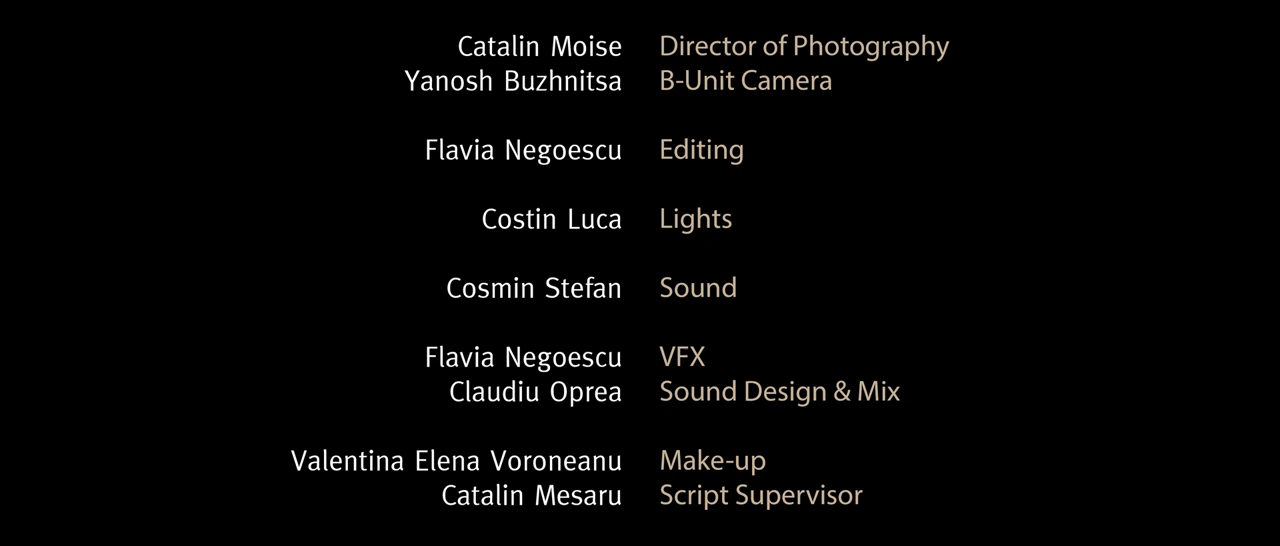 Catalin Moise Director of Photography
Yanosh Buzhnitsa B-Unit Camera
Flavia Negoescu Editing
Costin Luca Lights
Cosmin Stefan Sound
Flavia Negoescu VFX
Claudiu Oprea Sound Design & Mix
Valentina Elena Voroneanu Make-up
Catalin Mesaru Script Supervisor